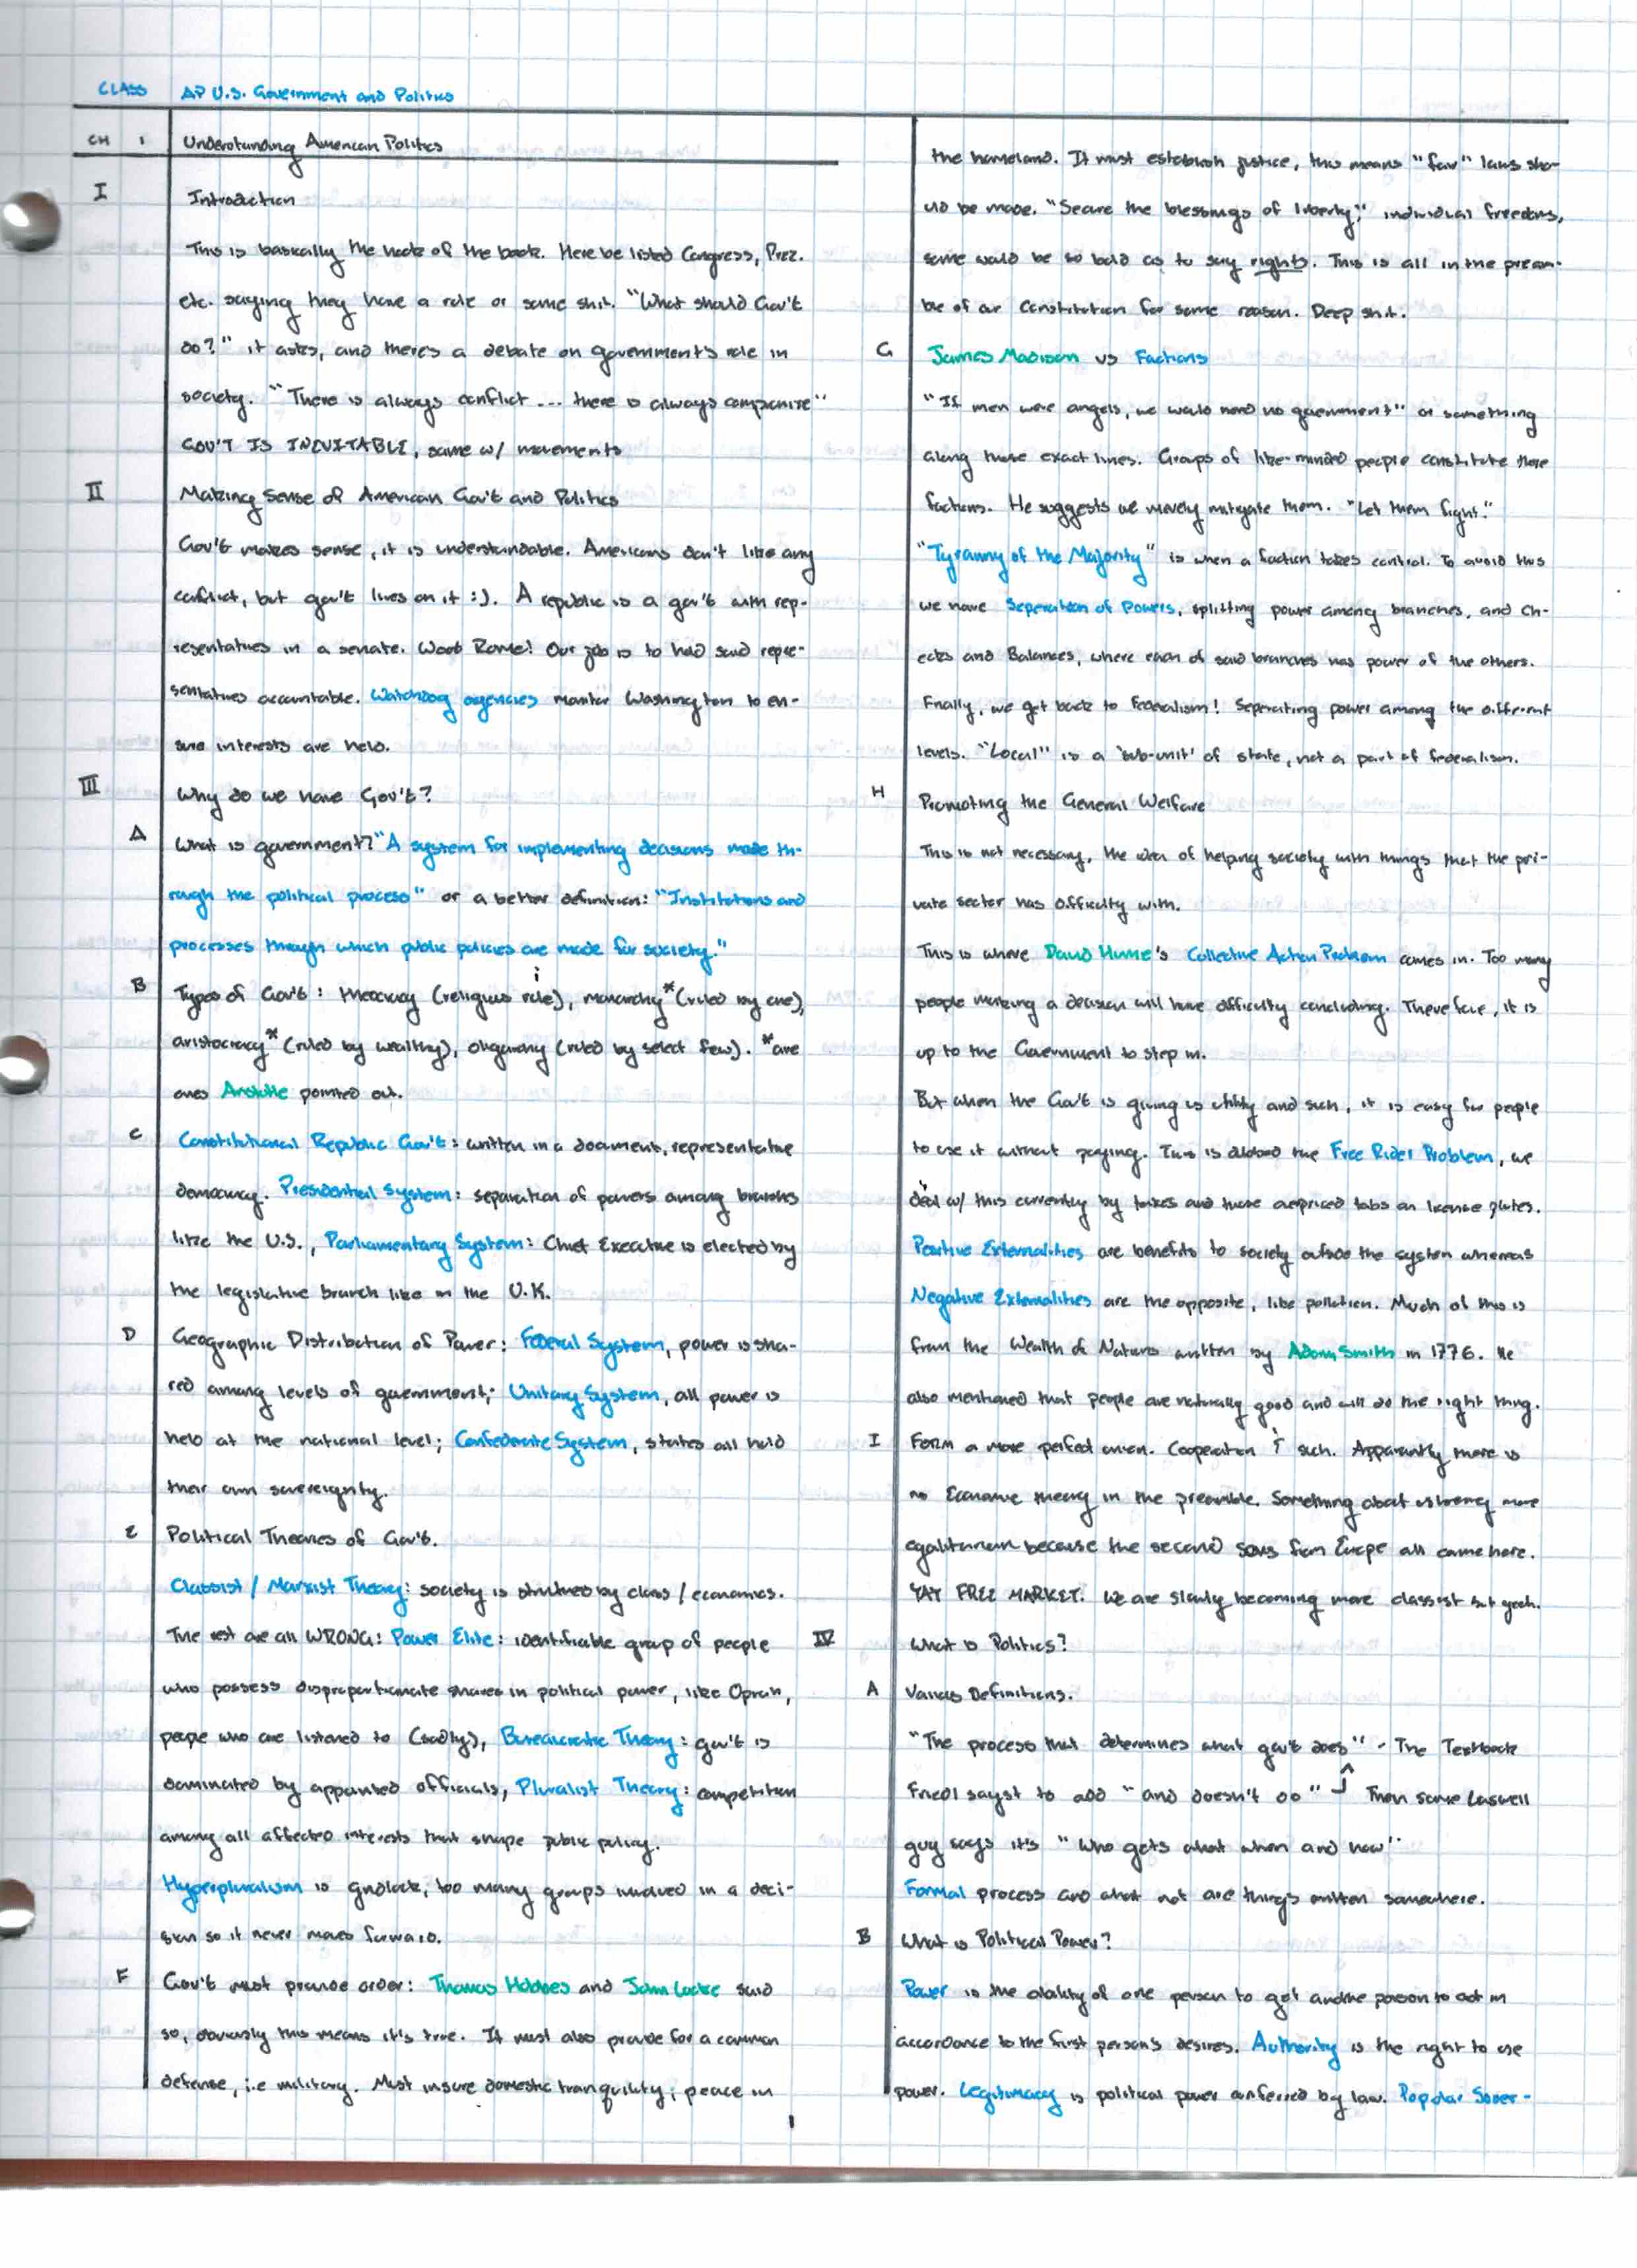 CLASS AP U.S. Government and Politics
CH 1 Understanding American Politics
I Introduction
This is basically the hook of the book. Here be listed Congress, Prez.
etc. saying they have a role or some shit. "What should Gov't
do?" it asks, and there's a debate on government's role in
society. "There is always conflict ... there is always compromise"
GOV'T IS INEVITABLE, same w/ movements
II Making Sense of American Gov't and Politics
Gov't makes sense, it is understandable. Americans don't like any
conflict, but gov't lives on it :). A republic is a gov't with rep-
resentatives in a senate. Woot Rome! Our job is to hold said repre-
sentatives accountable. Watchdog agencies monitor Washington to en-
sure interests are held.
III Why do we have Gov't?
A What is government? "A system for implementing decisions made th-
rough the political process" or a better definition: "Institutions and
processes through which public policies are made for society."
B Types of Gov't: theocracy (religious rule), monarchy* (ruled by one),
aristocracy* (ruled by wealthy), oligarchy (ruled by select few). *are
ones Aristotle pointed out.
C Constitutional Republic Gov't: written in a document, representative
democracy. Presidential System: separation of powers among branches
like the U.S., Parliamentary System: Chief Executive is elected by
the legislative branch like in the U.K.
D Geographic Distribution of Power: Federal System, power is sha-
red among levels of government; Unitary System, all power is
held at the national level; Confederate System, states all hold
their own sovereignity.
E Political Theories of Gov't.
Classist / Marxist Theory: society is structured by class / economics.
The rest are all WRONG: Power Elite: identifiable group of people
who possess disproportionate shares in political power, like Oprah,
people who are listened to (sadly), Bureaucratic Theory: gov't is
dominated by appointed officials, Pluralist Theory: competition
among all affected interests that shape public policy.
Hyperpluralism is gridlock, too many groups involved in a deci-
sion so it never moves forward.
F Gov't must provide order: Thomas Hobbes and John Locke said
so, obviously this means it's true. It must also provide for a common
defense, i.e military. Must insure domestic tranquility; peace in
1
the homeland. It must establish justice, this means "fair" laws sho-
uld be made. "Secure the blessings of liberty;" individual freedoms,
some would be so bold as to say rights. This is all in the pream-
ble of our Constitution for some reason. Deep shit.
G James Madison vs Factions
"If men were angels, we would need no government" or something
along those exact lines. Groups of like-minded people constitute these
factions. He suggests we merely mitigate them. "Let them fight."
"Tyranny of the Majority" is when a faction takes control. To avoid this
we have Seperation of Powers, splitting power among branches, and Ch-
ecks and Balances, where each of said branches has power of the others.
Finally, we get back to Federalism! Seperating power among the different
levels. "Local" is a 'sub-unit' of state, not a part of federalism.
H Promoting the General Welfare
This is not necessary, the idea of helping society with things that the pri-
vate sector has difficulty with.
This is where David Hume's Collective Action Problem comes in. Too many
people making a decision will have difficulty concluding. Therefore, it is
up to the Government to step in.
But when the Gov't is giving us utility and such, it is easy for people
to use it without paying. This is dubbed the Free Rider Problem, we
deal w/ this currently by taxes and those overpriced tabs on license plates.
Positive Externalities are benefits to society outside the system whereas
Negative Externalities are the opposite, like pollution. Much of this is
from the Wealth of Nations written by Adam Smith in 1776. He
also mentioned that people are naturally good and will do the right thing.
I Form a more perfect union. Cooperation & such. Apparantly there is
no Economic theory in the preamble. Something about us being more
egalitarian because the second sons from Europe all came here.
YAY FREE MARKET. We are slowly becoming more classist but yeah.
IV What is Politics?
A Various Definitions.
"The process that determines what gov't does" - The Textbook
Friedl sayst to add "and doesn't do" ^ Then some Laswell
guy says it's "Who gets what when and how"
Formal process and what not are things written somewhere.
B What is Political Power?
Power is the ability of one person to get another person to act in
accordance to the first person's desires. Authority is the right to use
power. Legitimacy is political power conferred by law. Popular Sover-